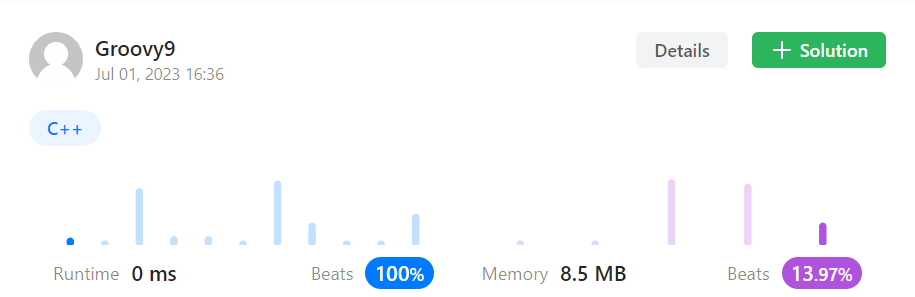 Groovy9
Jul 01, 2023 16:36
Details
+ Solution
C++
Runtime 0 ms Beats 100% Memory 8.5 MB Beats 13.97%